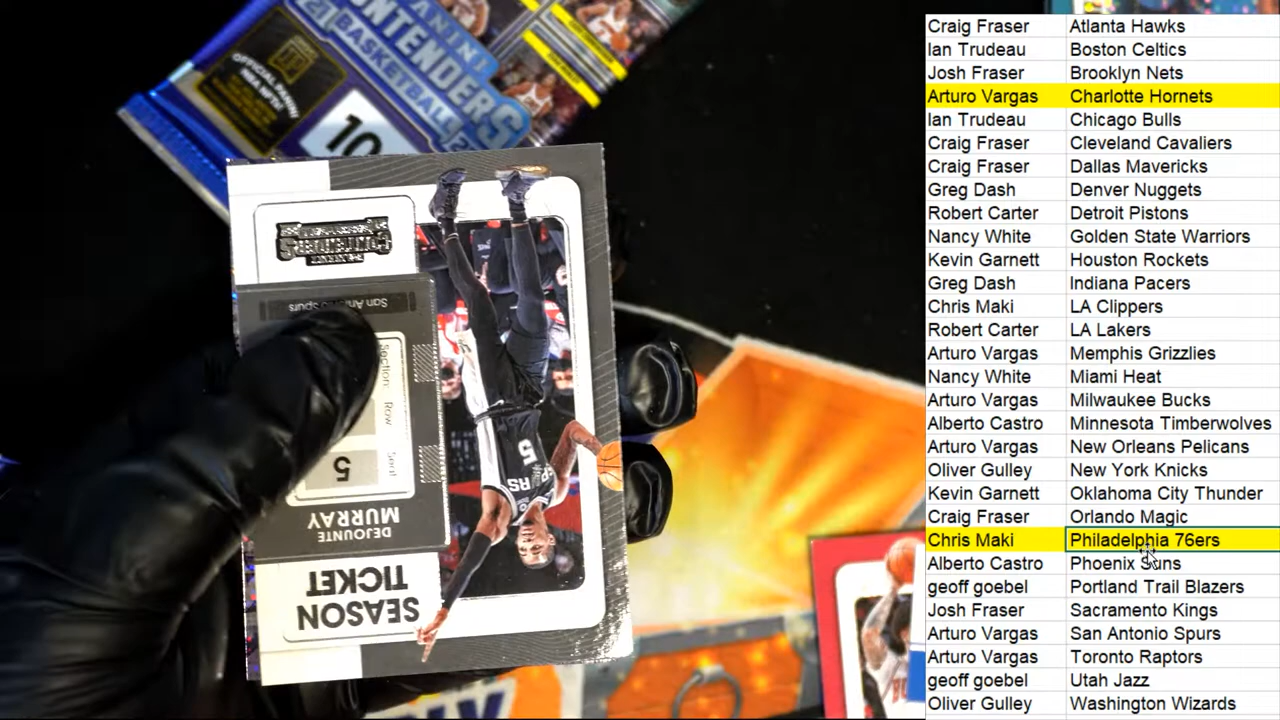 PANINI
CONTENDERS
21
BASKETBALL
OFFICIAL PANINI
10
CONTENDERS
San Antonio Spurs
Section Row Seat
5
DEJOUNTE
MURRAY
SEASON
TICKET
5
Craig Fraser Atlanta Hawks
Ian Trudeau Boston Celtics
Josh Fraser Brooklyn Nets
Arturo Vargas Charlotte Hornets
Ian Trudeau Chicago Bulls
Craig Fraser Cleveland Cavaliers
Craig Fraser Dallas Mavericks
Greg Dash Denver Nuggets
Robert Carter Detroit Pistons
Nancy White Golden State Warriors
Kevin Garnett Houston Rockets
Greg Dash Indiana Pacers
Chris Maki LA Clippers
Robert Carter LA Lakers
Arturo Vargas Memphis Grizzlies
Nancy White Miami Heat
Arturo Vargas Milwaukee Bucks
Alberto Castro Minnesota Timberwolves
Arturo Vargas New Orleans Pelicans
Oliver Gulley New York Knicks
Kevin Garnett Oklahoma City Thunder
Craig Fraser Orlando Magic
Chris Maki Philadelphia 76ers
Alberto Castro Phoenix Suns
geoff goebel Portland Trail Blazers
Josh Fraser Sacramento Kings
Arturo Vargas San Antonio Spurs
Arturo Vargas Toronto Raptors
geoff goebel Utah Jazz
Oliver Gulley Washington Wizards